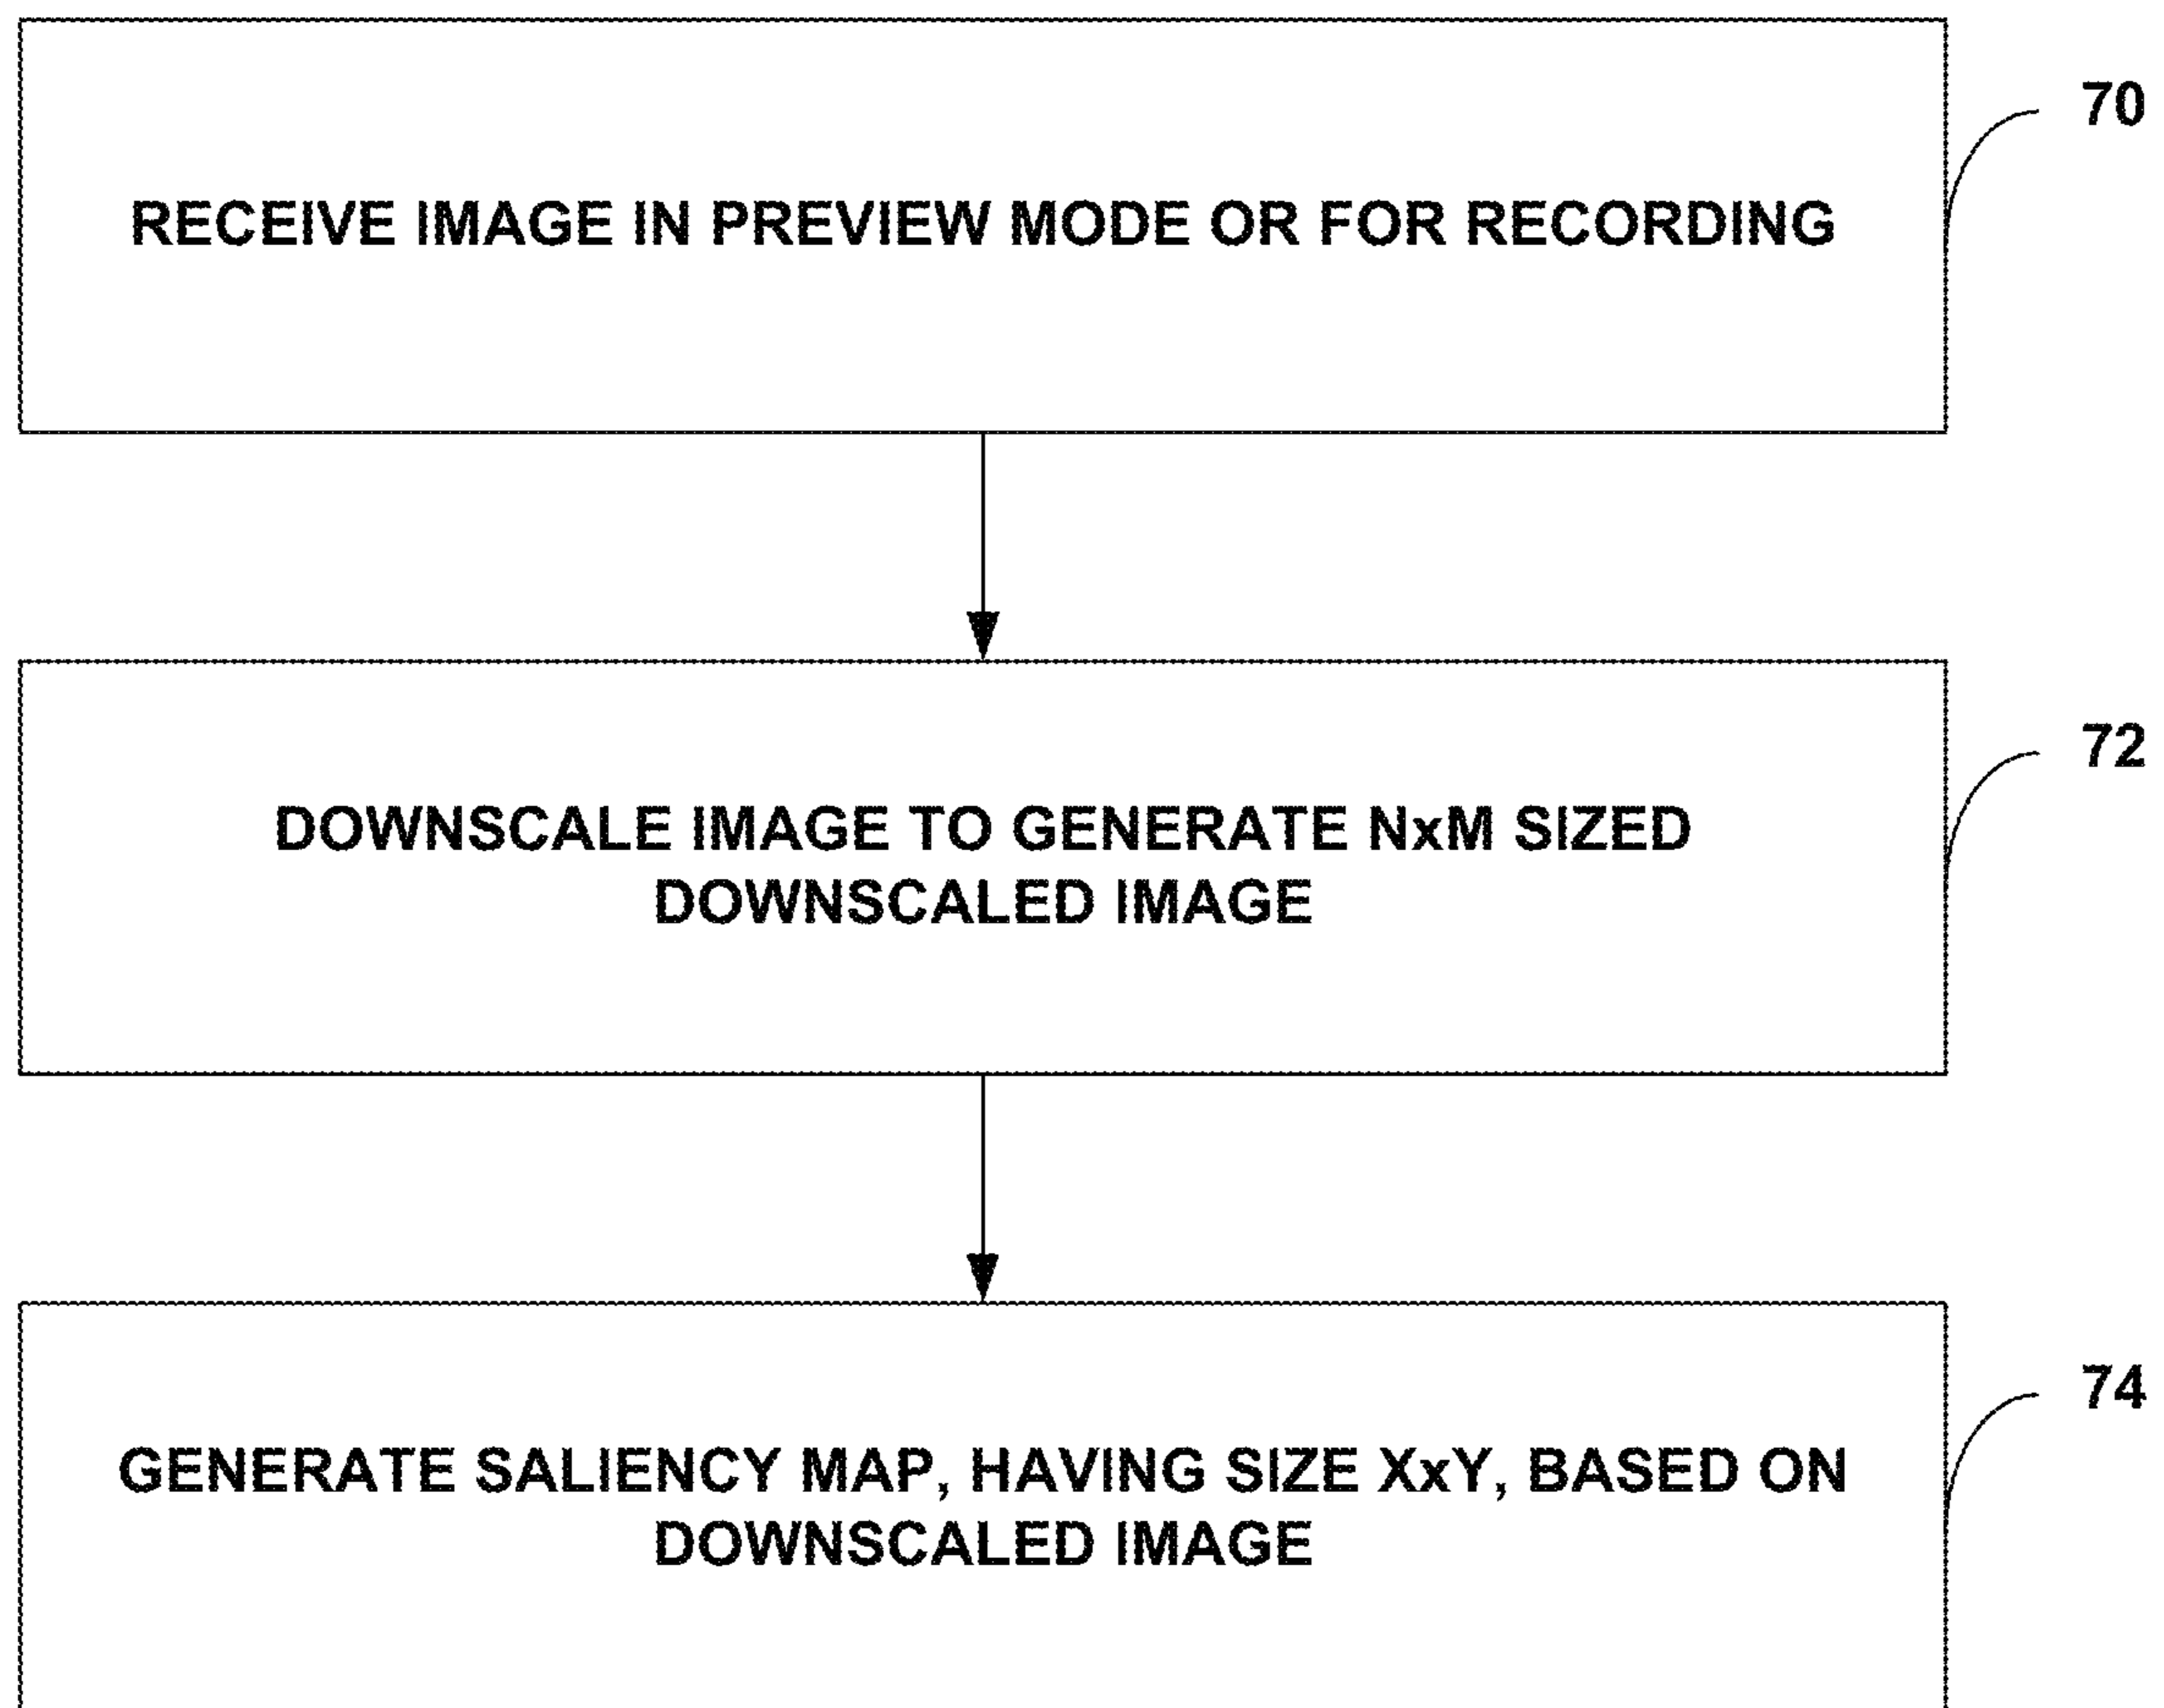 70
RECEIVE IMAGE IN PREVIEW MODE OR FOR RECORDING
72
DOWNSCALE IMAGE TO GENERATE NxM SIZED
DOWNSCALED IMAGE
74
GENERATE SALIENCY MAP, HAVING SIZE XxY, BASED ON
DOWNSCALED IMAGE